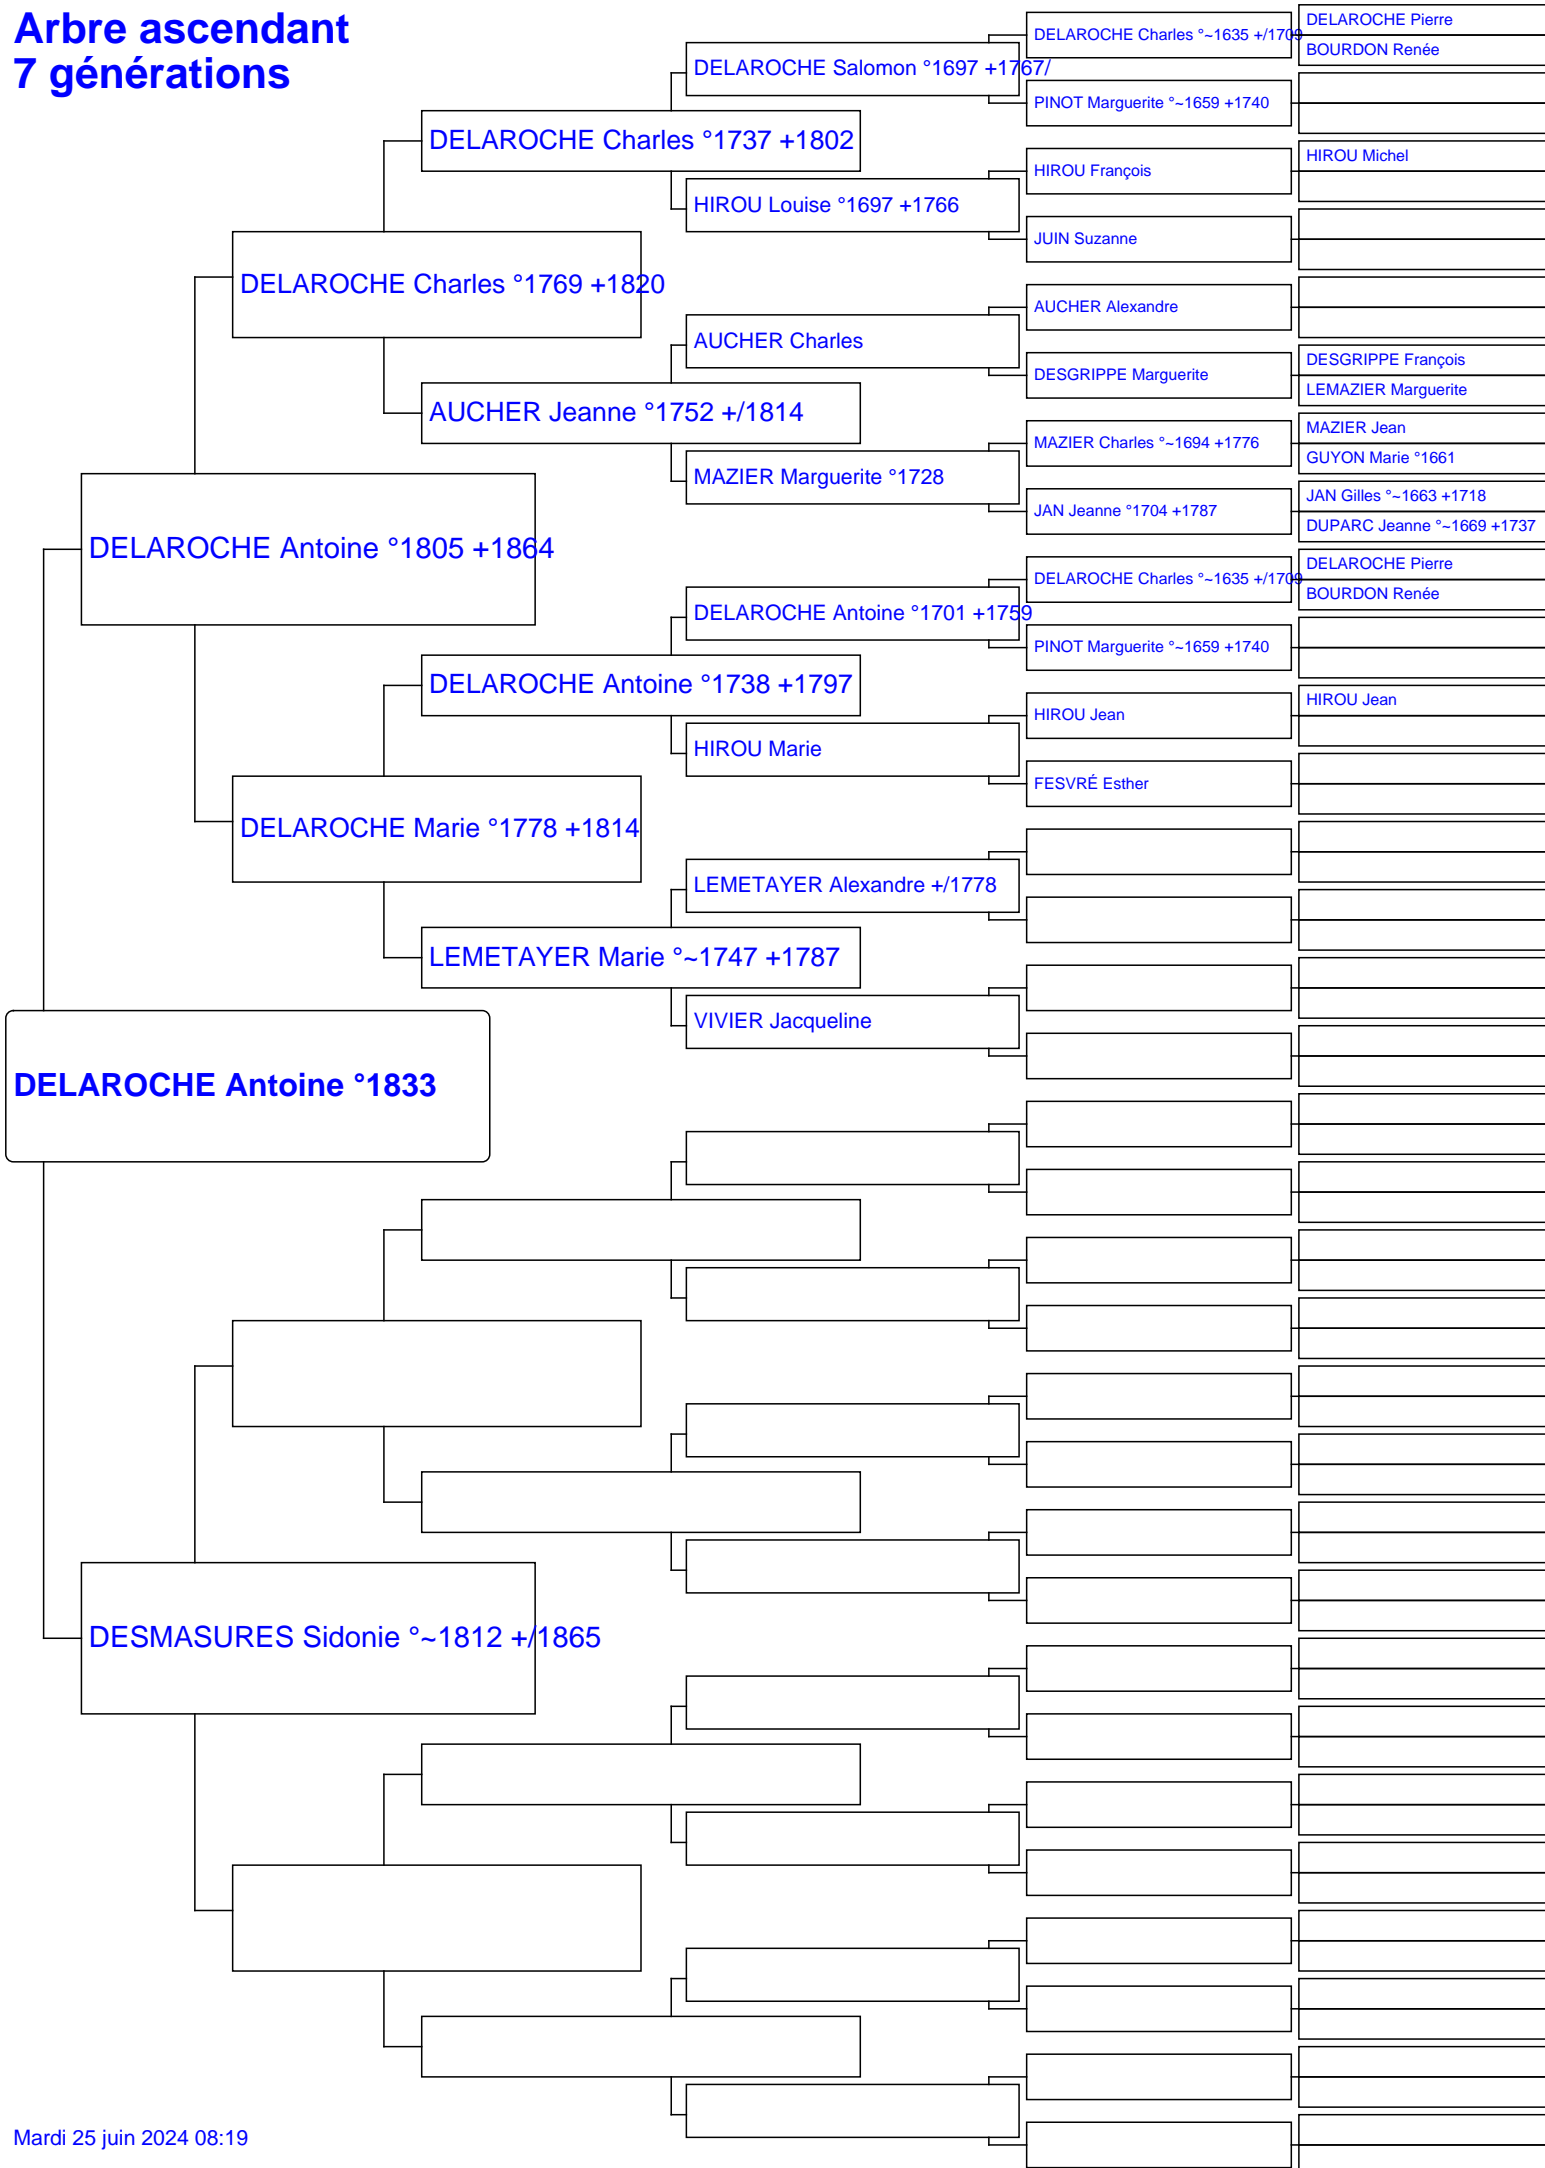 Arbre ascendant
7 générations
DELAROCHE Antoine °1833
DELAROCHE Antoine °1805 +1864
DESMASURES Sidonie °~1812 +/1865
DELAROCHE Charles °1769 +1820
DELAROCHE Marie °1778 +1814
DELAROCHE Charles °1737 +1802
AUCHER Jeanne °1752 +/1814
DELAROCHE Antoine °1738 +1797
LEMETAYER Marie °~1747 +1787
DELAROCHE Salomon °1697 +1767/
HIROU Louise °1697 +1766
AUCHER Charles
MAZIER Marguerite °1728
DELAROCHE Antoine °1701 +1759
HIROU Marie
LEMETAYER Alexandre +/1778
VIVIER Jacqueline
DELAROCHE Charles °~1635 +/1709
PINOT Marguerite °~1659 +1740
HIROU François
JUIN Suzanne
AUCHER Alexandre
DESGRIPPE Marguerite
MAZIER Charles °~1694 +1776
JAN Jeanne °1704 +1787
DELAROCHE Charles °~1635 +/1709
PINOT Marguerite °~1659 +1740
HIROU Jean
FESVRÉ Esther
DELAROCHE Pierre
BOURDON Renée
HIROU Michel
DESGRIPPE François
LEMAZIER Marguerite
MAZIER Jean
GUYON Marie °1661
JAN Gilles °~1663 +1718
DUPARC Jeanne °~1669 +1737
DELAROCHE Pierre
BOURDON Renée
HIROU Jean
Mardi 25 juin 2024 08:19